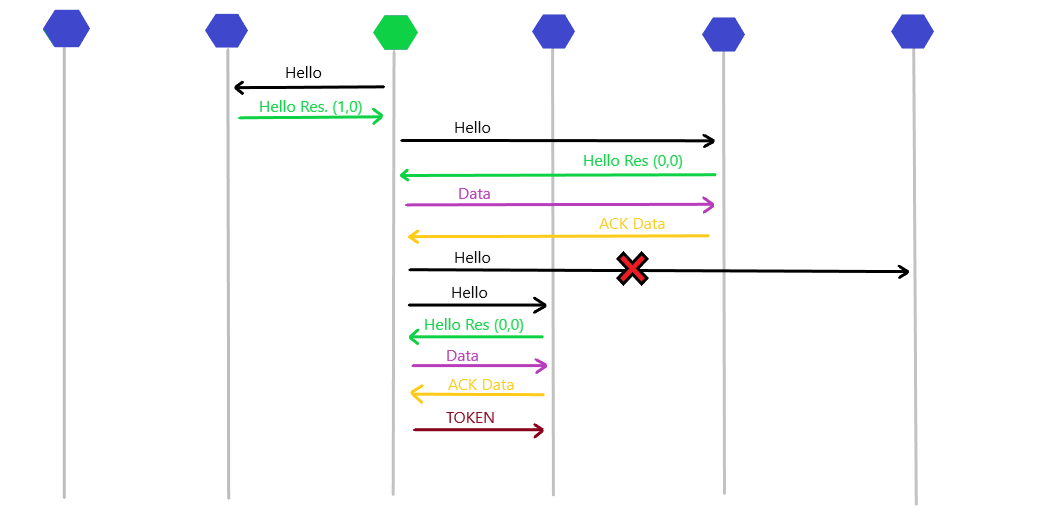 Hello
Hello Res. (1,0)
Hello
Hello Res (0,0)
Data
ACK Data
Hello
Hello
Hello Res (0,0)
Data
ACK Data
TOKEN